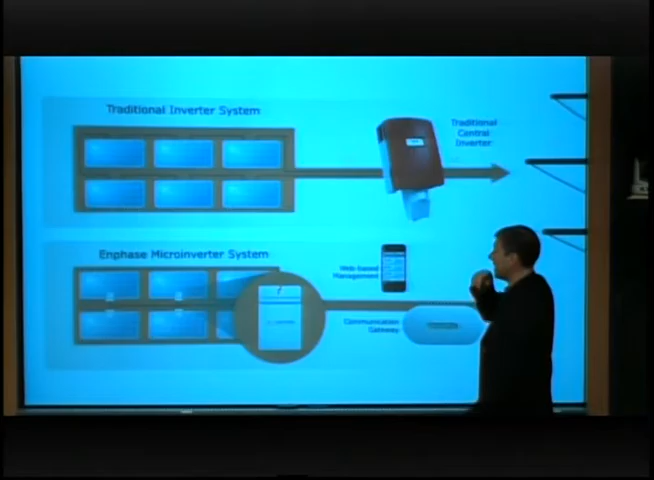 Traditional Inverter System
Traditional
Central
Inverter
Enphase Microinverter System
Web-based
Management
Communication
Gateway